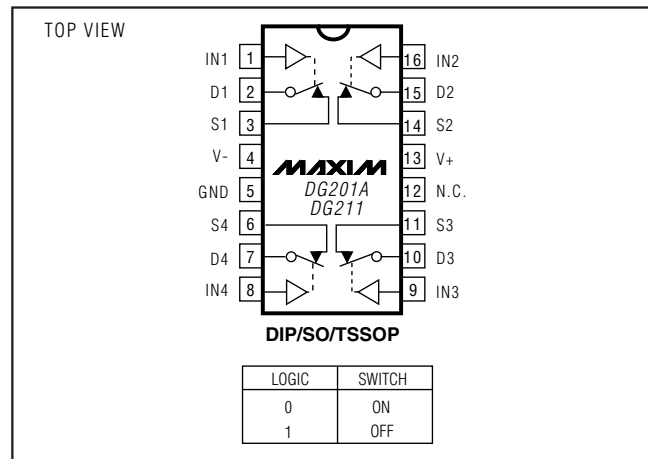 TOP VIEW
IN1 1 16 IN2
D1 2 15 D2
S1 3 14 S2
V- 4 13 V+
MAXIM
GND 5 DG201A 12 N.C.
DG211
S4 6 11 S3
D4 7 10 D3
IN4 8 9 IN3
DIP/SO/TSSOP
LOGIC SWITCH
0 ON
1 OFF